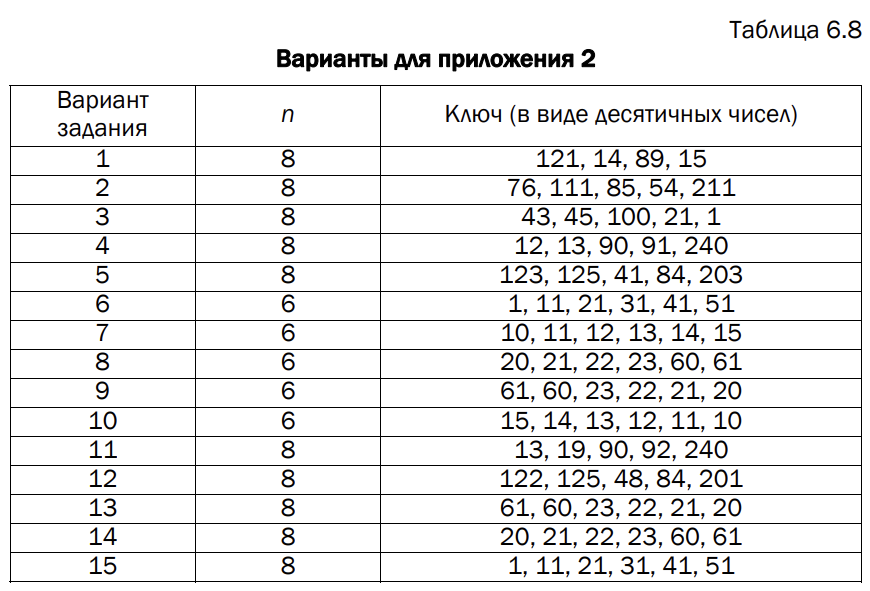 Таблица 6.8
Варианты для приложения 2
Вариант задания n Ключ (в виде десятичных чисел)
1 8 121, 14, 89, 15
2 8 76, 111, 85, 54, 211
3 8 43, 45, 100, 21, 1
4 8 12, 13, 90, 91, 240
5 8 123, 125, 41, 84, 203
6 6 1, 11, 21, 31, 41, 51
7 6 10, 11, 12, 13, 14, 15
8 6 20, 21, 22, 23, 60, 61
9 6 61, 60, 23, 22, 21, 20
10 6 15, 14, 13, 12, 11, 10
11 8 13, 19, 90, 92, 240
12 8 122, 125, 48, 84, 201
13 8 61, 60, 23, 22, 21, 20
14 8 20, 21, 22, 23, 60, 61
15 8 1, 11, 21, 31, 41, 51